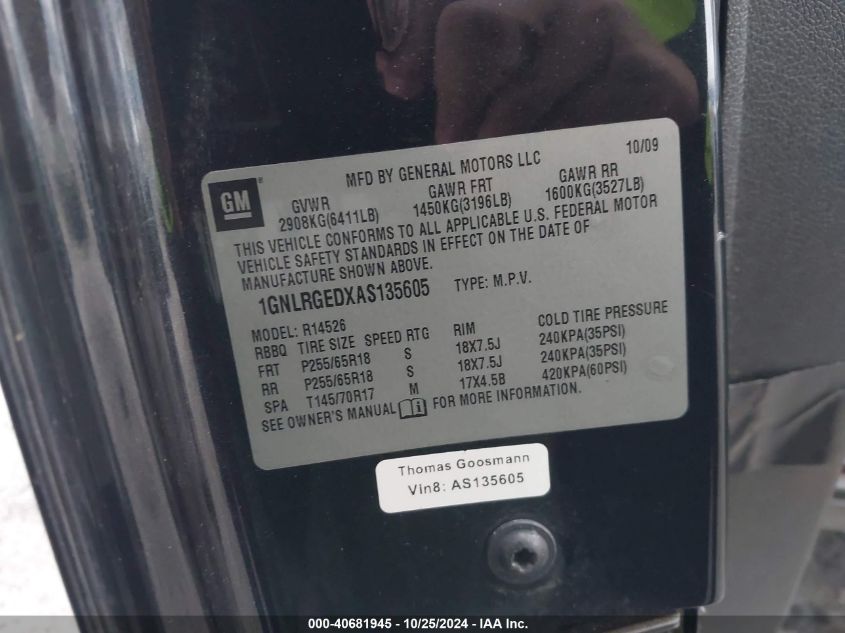 MFD BY GENERAL MOTORS LLC 10/09
GM®
GVWR GAWR FRT GAWR RR
2908KG(6411LB) 1450KG(3196LB) 1600KG(3527LB)
THIS VEHICLE CONFORMS TO ALL APPLICABLE U.S. FEDERAL MOTOR
VEHICLE SAFETY STANDARDS IN EFFECT ON THE DATE OF
MANUFACTURE SHOWN ABOVE.
1GNLRGEDXAS135605 TYPE: M.P.V.
MODEL: R14526
RBBQ TIRE SIZE SPEED RTG RIM COLD TIRE PRESSURE
FRT P255/65R18 S 18X7.5J 240KPA(35PSI)
RR P255/65R18 S 18X7.5J 240KPA(35PSI)
SPA T145/70R17 M 17X4.5B 420KPA(60PSI)
SEE OWNER'S MANUAL FOR MORE INFORMATION.
Thomas Goosmann
Vin8: AS135605
000-40681945 - 10/25/2024 - IAA Inc.